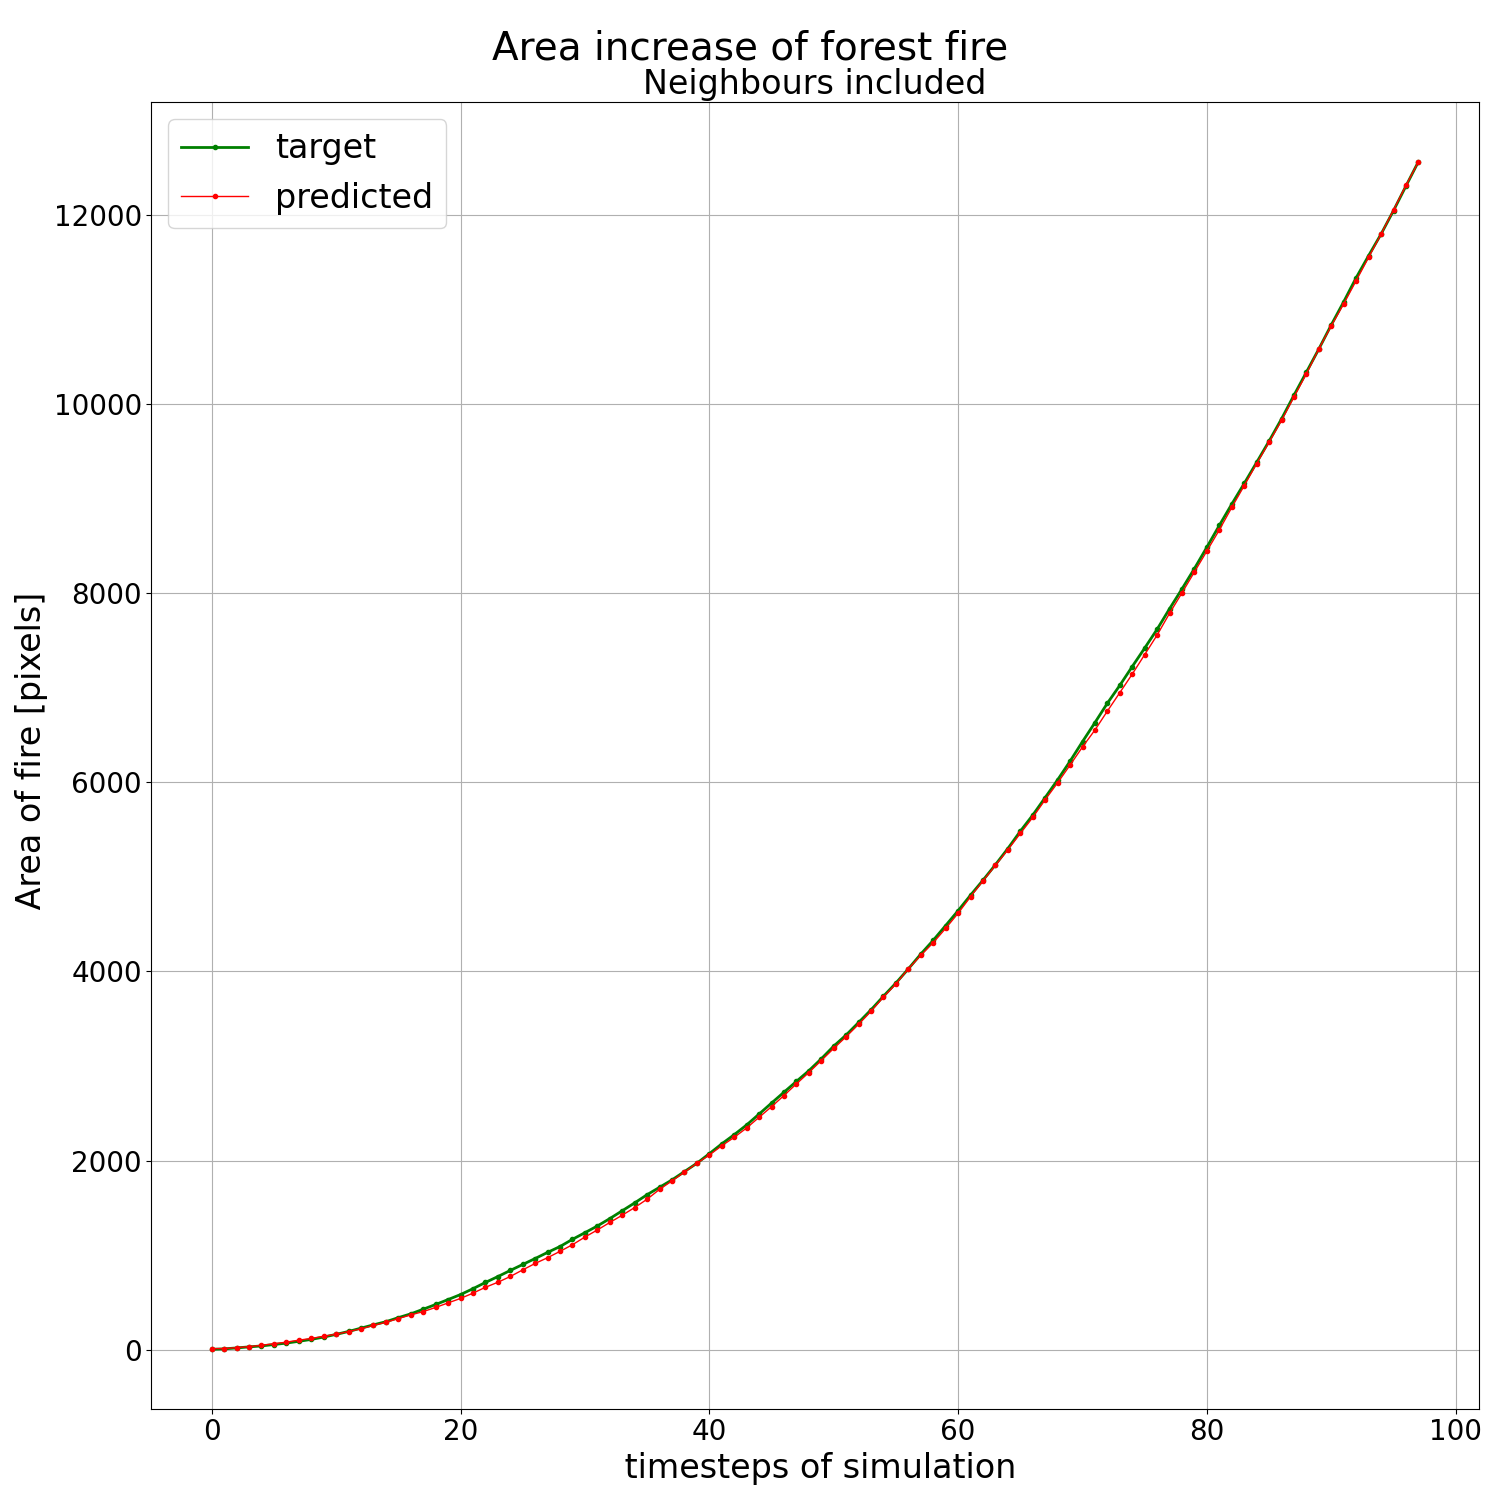 Area increase of forest fire
Neighbours included
target
predicted
12000
10000
8000
6000
4000
2000
0
Area of fire [pixels]
0 20 40 60 80 100
timesteps of simulation